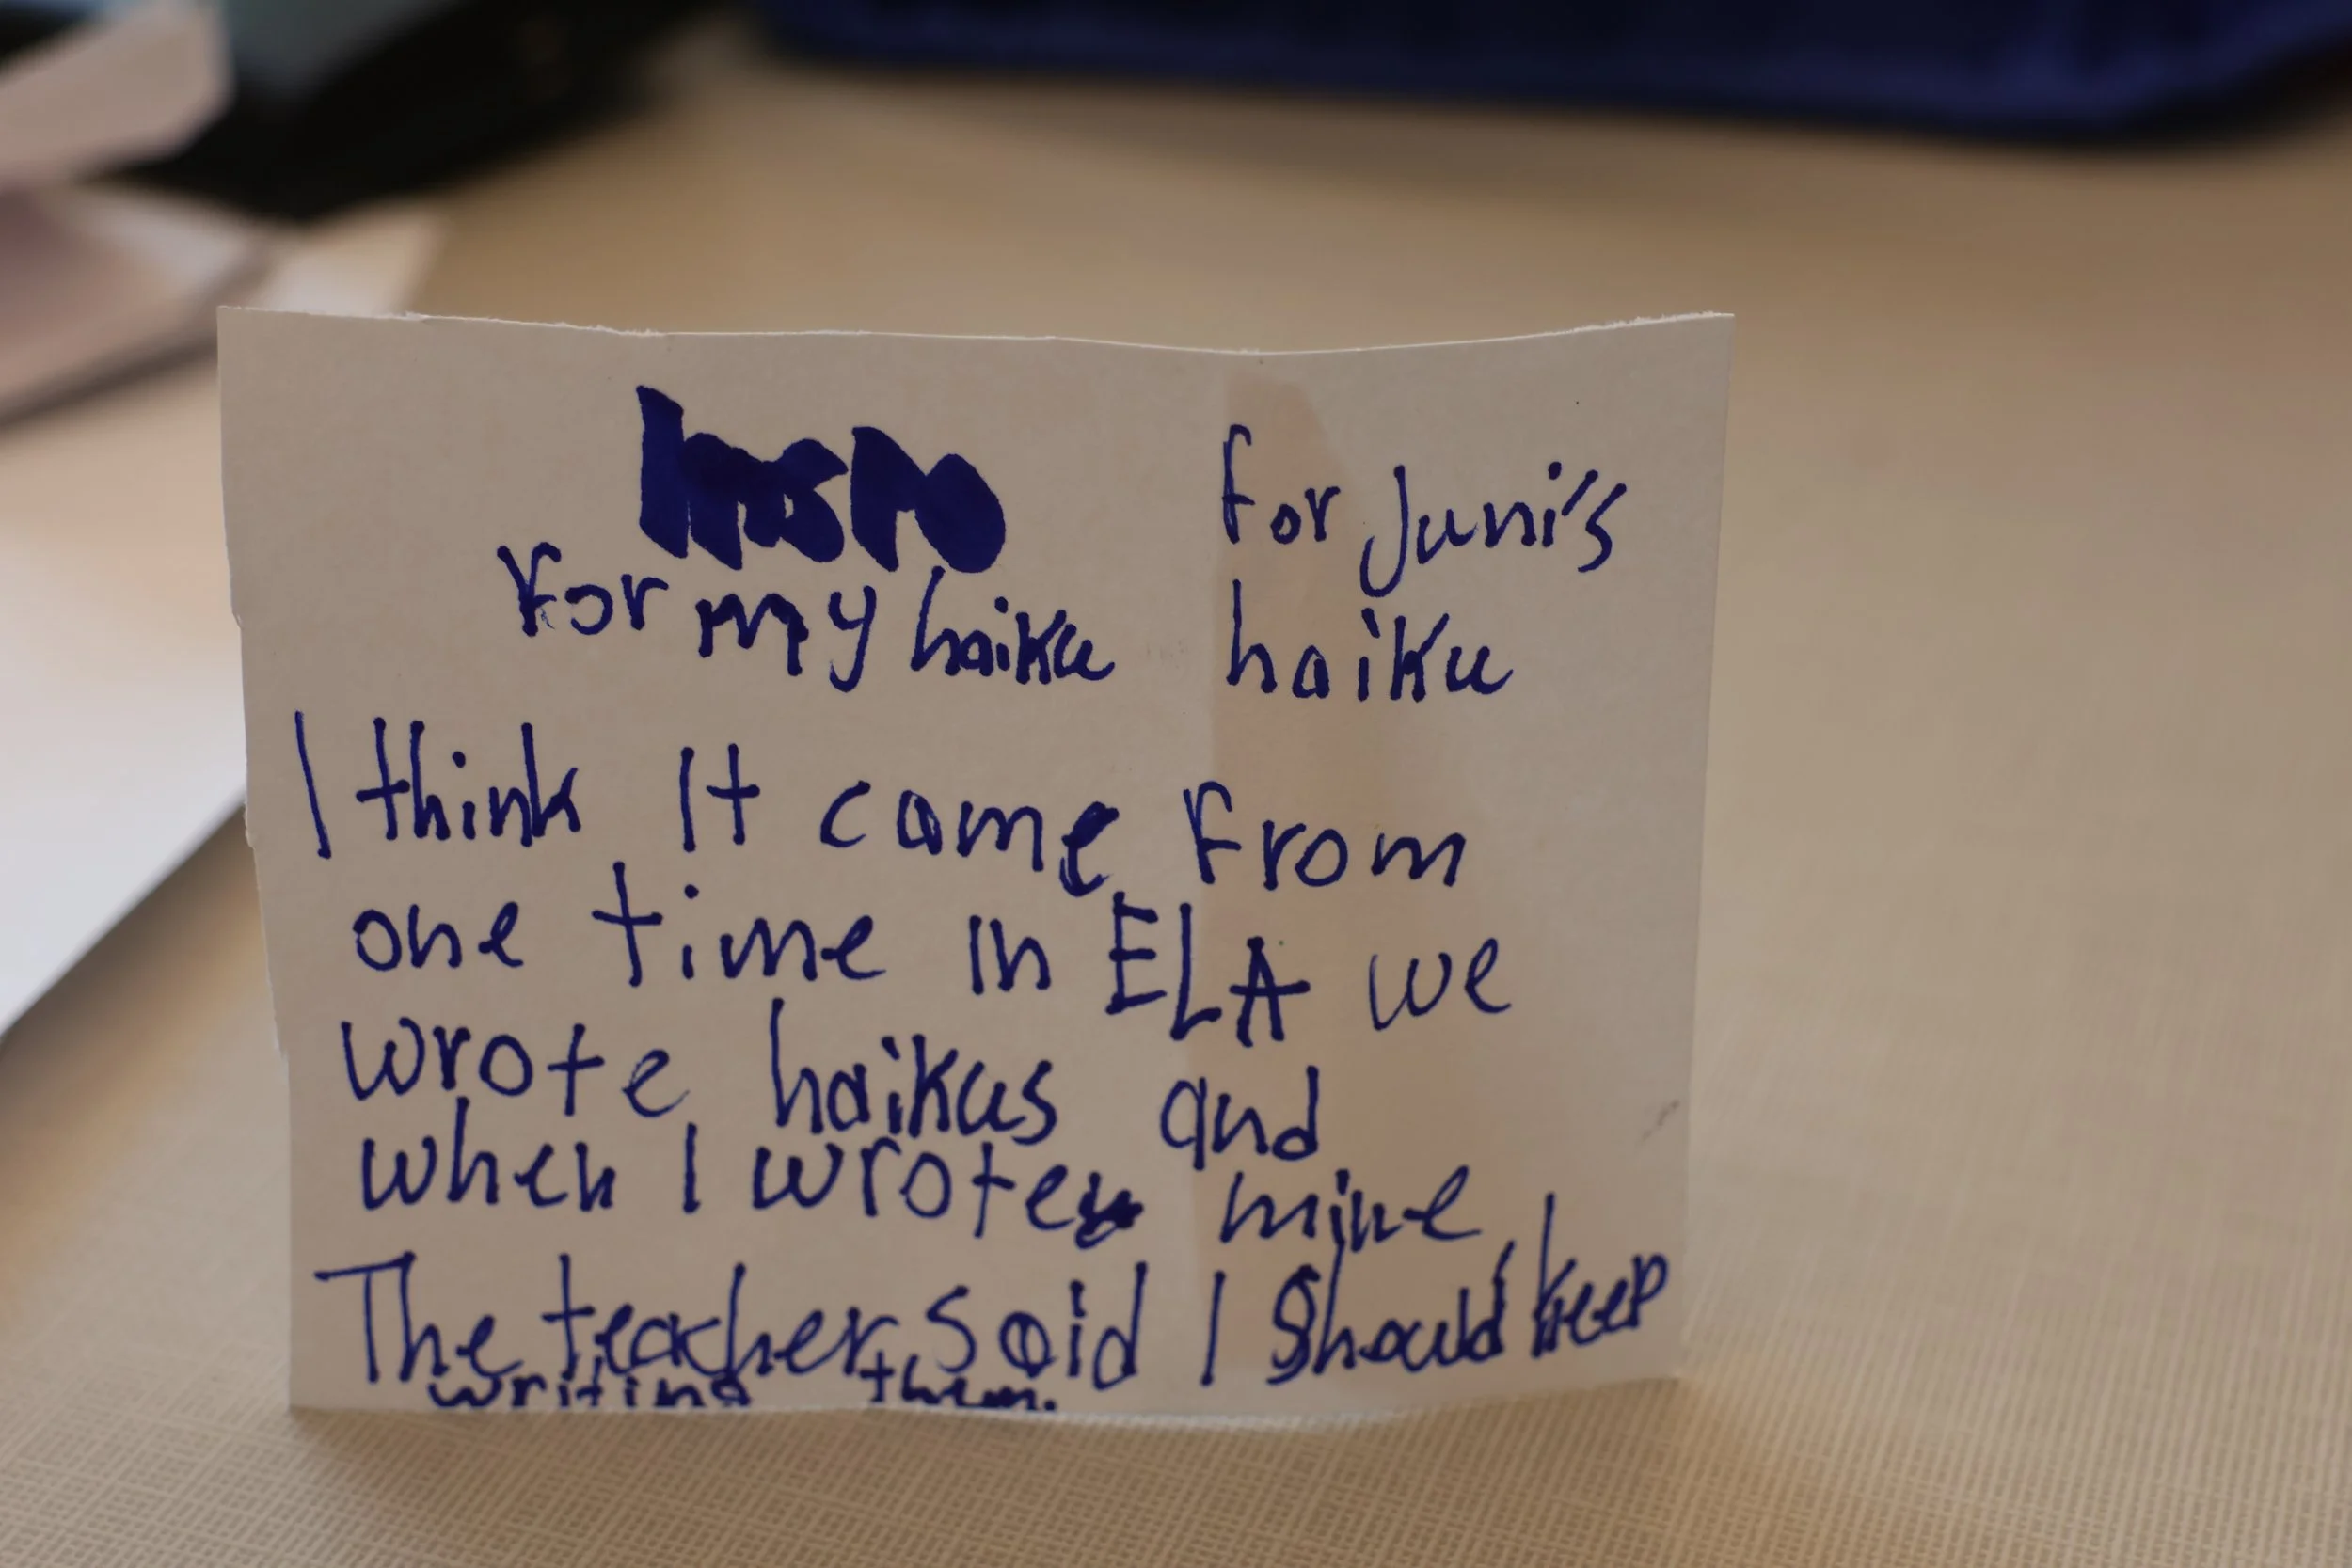 For my haiku
for Juni's
haiku
I think It came from
one time in ELA we
wrote haikus and
when I wrote mine
The teacher said I should keep
writing them.